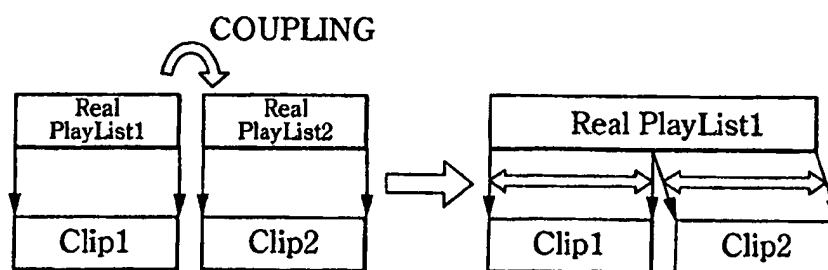 COUPLING
Real
PlayList1
Real
PlayList2
Real PlayList1
Clip1
Clip2
Clip1
Clip2